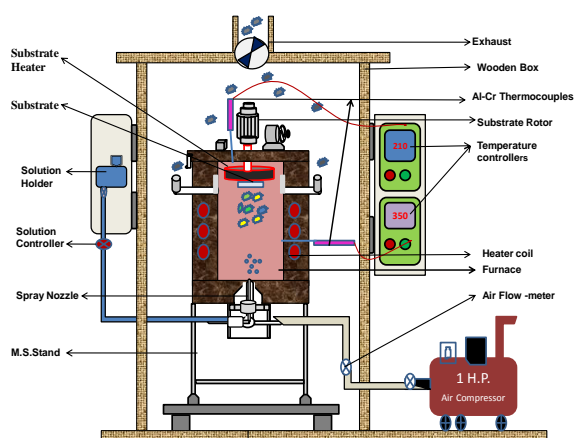 Exhaust
Substrate
Heater
Wooden Box
Al-Cr Thermocouples
Substrate
Substrate Rotor
210
Temperature
controllers
Solution
Holder
350
Solution
Controller
Heater coil
Furnace
Spray Nozzle
Air Flow -meter
M.S.Stand
1 H.P.
Air Compressor